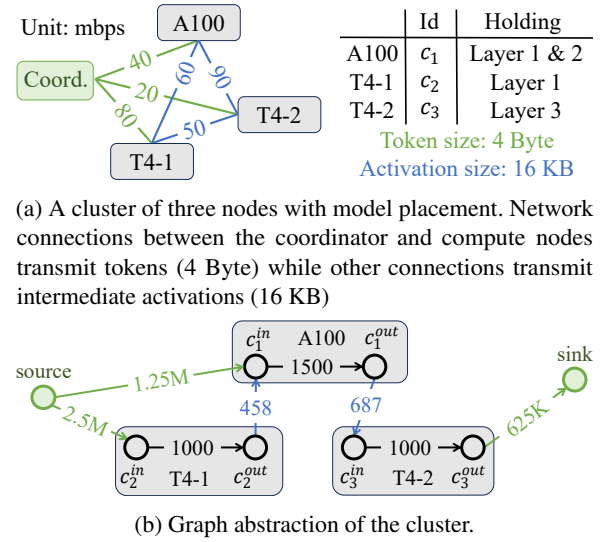 Unit: mbps
A100
Coord.
40
20
80
60
90
50
T4-1
T4-2
Id Holding
A100 c₁ Layer 1 & 2
T4-1 c₂ Layer 1
T4-2 c₃ Layer 3
Token size: 4 Byte
Activation size: 16 KB
(a) A cluster of three nodes with model placement. Network
connections between the coordinator and compute nodes
transmit tokens (4 Byte) while other connections transmit
intermediate activations (16 KB)
source
1.25M
2.5M
c₁ⁱⁿ A100 c₁ᵒᵘᵗ
1500
458
687
625K
sink
1000
c₂ⁱⁿ T4-1 c₂ᵒᵘᵗ
1000
c₃ⁱⁿ T4-2 c₃ᵒᵘᵗ
(b) Graph abstraction of the cluster.